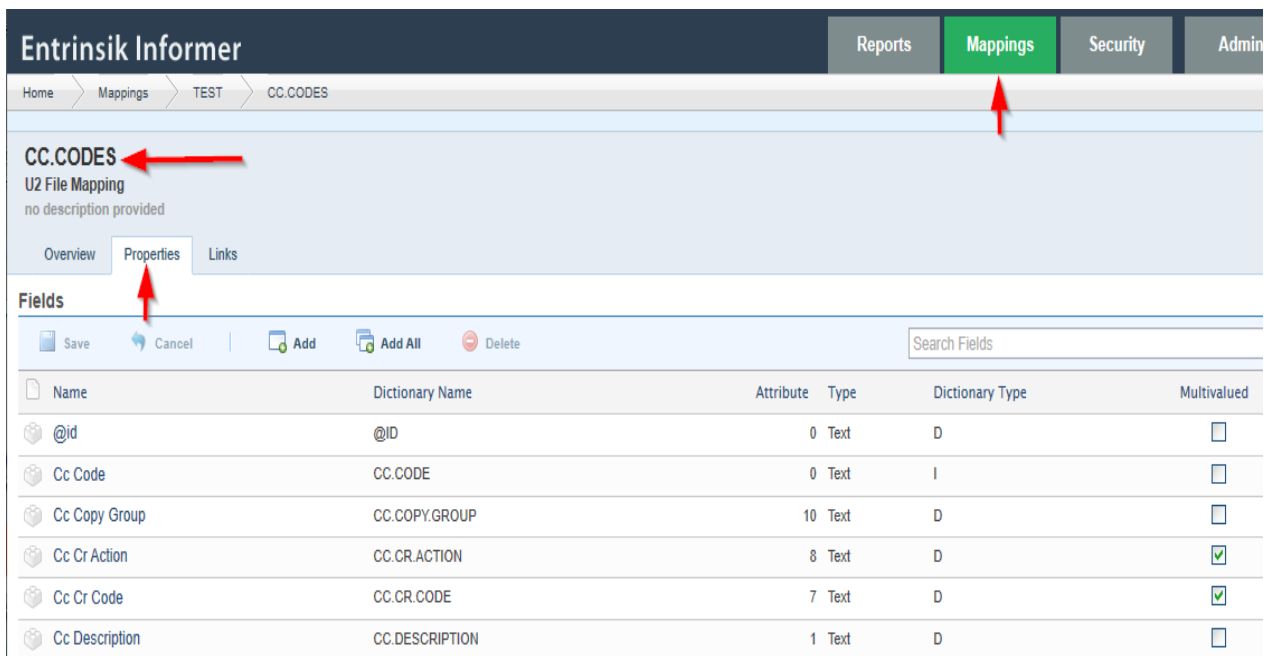 Entrinsik Informer
Reports Mappings Security Admin
Home Mappings TEST CC.CODES
CC.CODES
U2 File Mapping
no description provided
Overview Properties Links
Fields
Save Cancel Add Add All Delete Search Fields
Name Dictionary Name Attribute Type Dictionary Type Multivalued
@id @ID 0 Text D
Cc Code CC.CODE 0 Text I
Cc Copy Group CC.COPY.GROUP 10 Text D
Cc Cr Action CC.CR.ACTION 8 Text D
Cc Cr Code CC.CR.CODE 7 Text D
Cc Description CC.DESCRIPTION 1 Text D